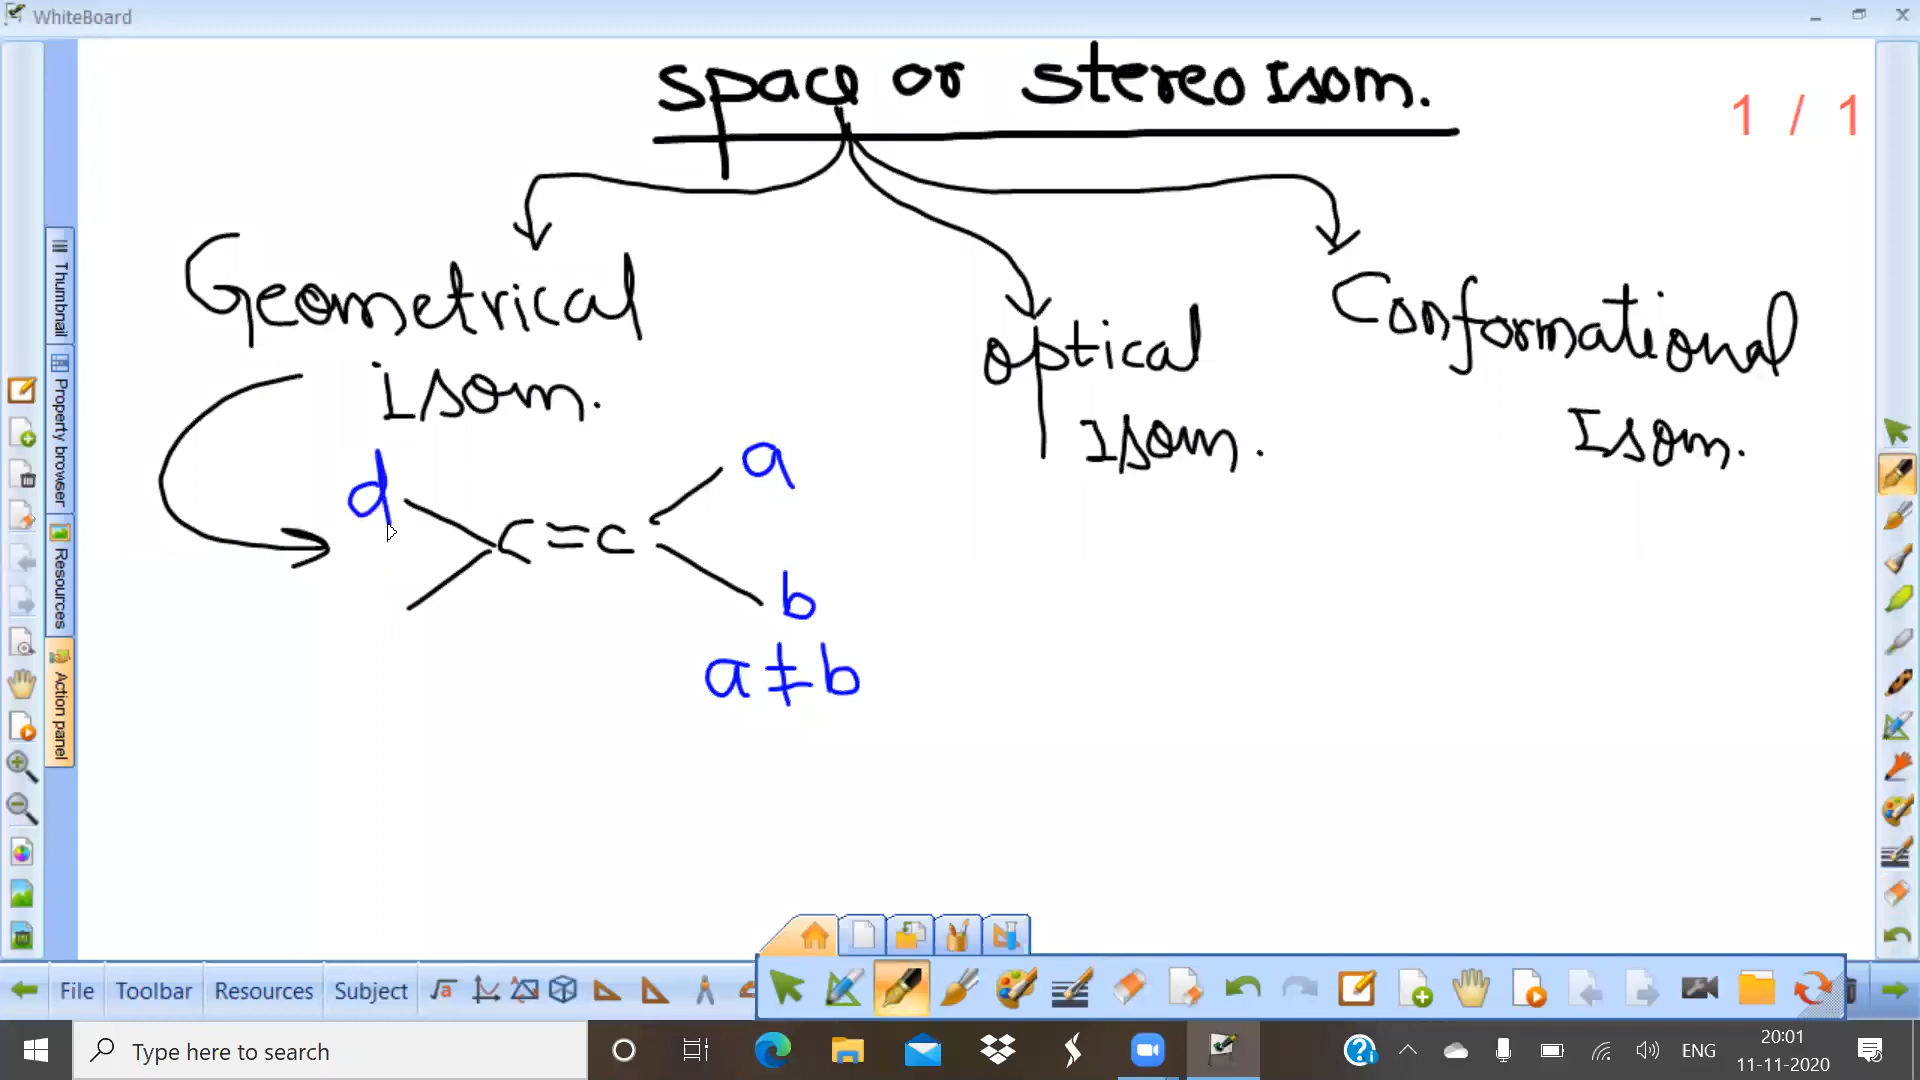 WhiteBoard
space or stereo Isom.
1 / 1
Geometrical
isom.
optical
Isom.
Conformational
Isom.
d
a
C=C
b
a ≠ b
Thumbnail
Property browser
Resources
Action panel
File
Toolbar
Resources
Subject
Type here to search
ENG
20:01
11-11-2020